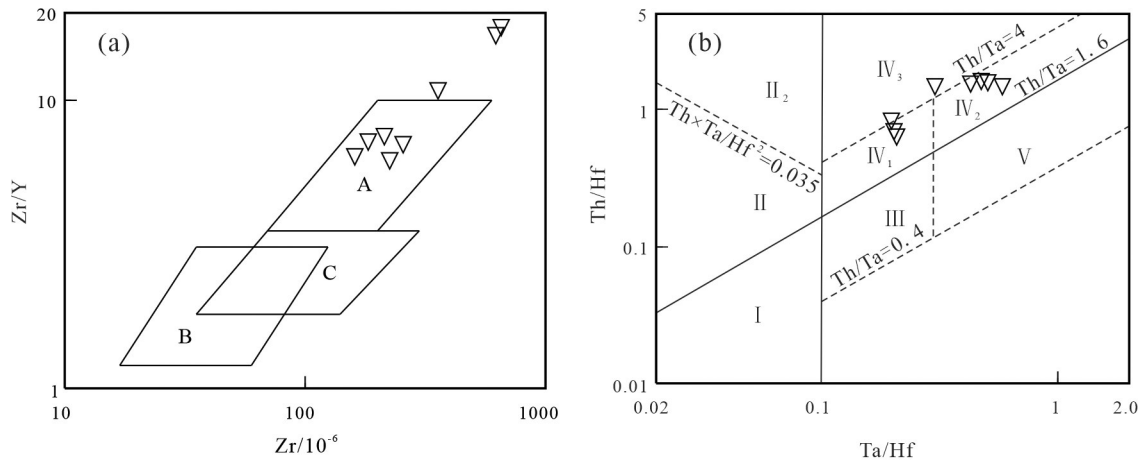 (a)
20
10
1
Zr/Y
A
B
C
10
100
1000
Zr/10⁻⁶
(b)
5
1
0.1
0.01
Th/Hf
Ⅱ₂
Ⅳ₃
Th/Ta=4
Th/Ta=1.6
Ⅳ₂
Th×Ta/Hf²=0.035
Ⅳ₁
Ⅴ
Ⅱ
Ⅲ
Th/Ta=0.4
Ⅰ
0.02
0.1
1
2.0
Ta/Hf